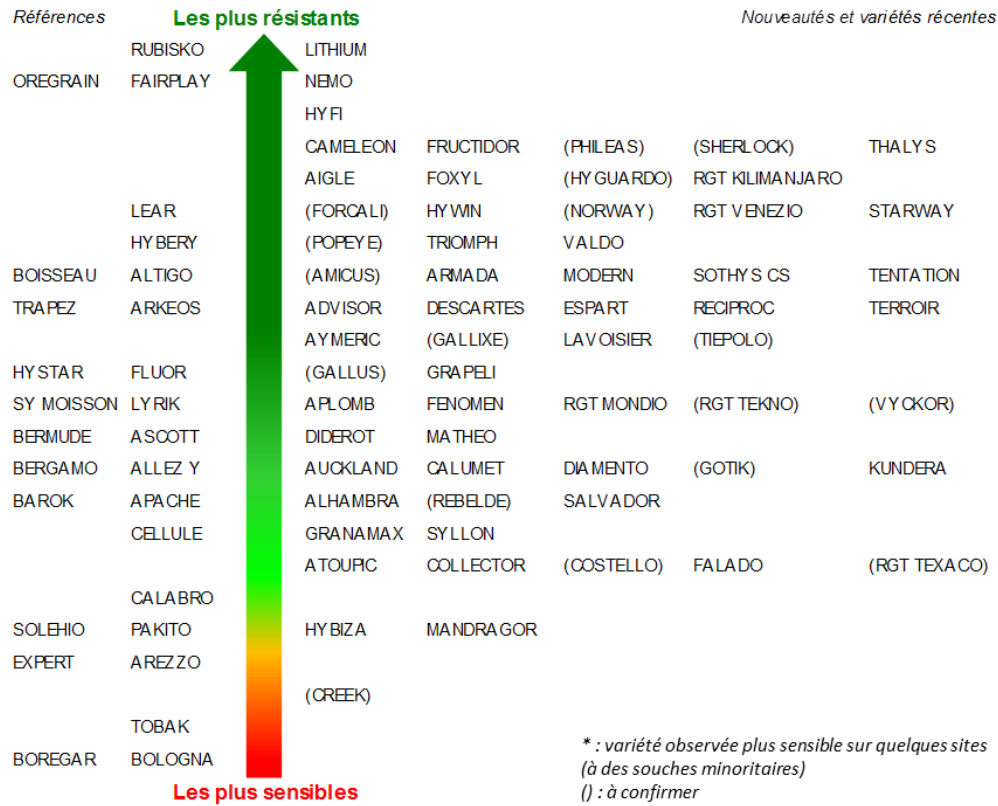 Références Les plus résistants Nouveautés et variétés récentes
RUBISKO LITHIUM
OREGRAIN FAIRPLAY NEMO
HYFI
CAMELEON FRUCTIDOR (PHILEAS) (SHERLOCK) THALYS
AIGLE FOXYL (HYGUARDO) RGT KILIMANJARO
LEAR (FORCALI) HYWIN (NORWAY) RGT VENEZIO STARWAY
HYBERY (POPEYE) TRIOMPH VALDO
BOISSEAU ALTIGO (AMICUS) ARMADA MODERN SOTHYS CS TENTATION
TRAPEZ ARKEOS ADVISOR DESCARTES ESPART RECIPROC TERROIR
AYMERIC (GALLIXE) LAVOISIER (TIEPOLO)
HYSTAR FLUOR (GALLUS) GRAPELI
SY MOISSON LYRIK APLOMB FENOMEN RGT MONDIO (RGT TEKNO) (VYCKOR)
BERMUDE ASCOTT DIDEROT MATHEO
BERGAMO ALLEZ Y AUCKLAND CALUMET DIAMENTO (GOTIK) KUNDERA
BAROK APACHE ALHAMBRA (REBELDE) SALVADOR
CELLULE GRANAMAX SYLLON
ATOUPIC COLLECTOR (COSTELLO) FALADO (RGT TEXACO)
CALABRO
SOLEHIO PAKITO HYBIZA MANDRAGOR
EXPERT AREZZO
(CREEK)
TOBAK
BOREGAR BOLOGNA
Les plus sensibles
* : variété observée plus sensible sur quelques sites
(à des souches minoritaires)
() : à confirmer